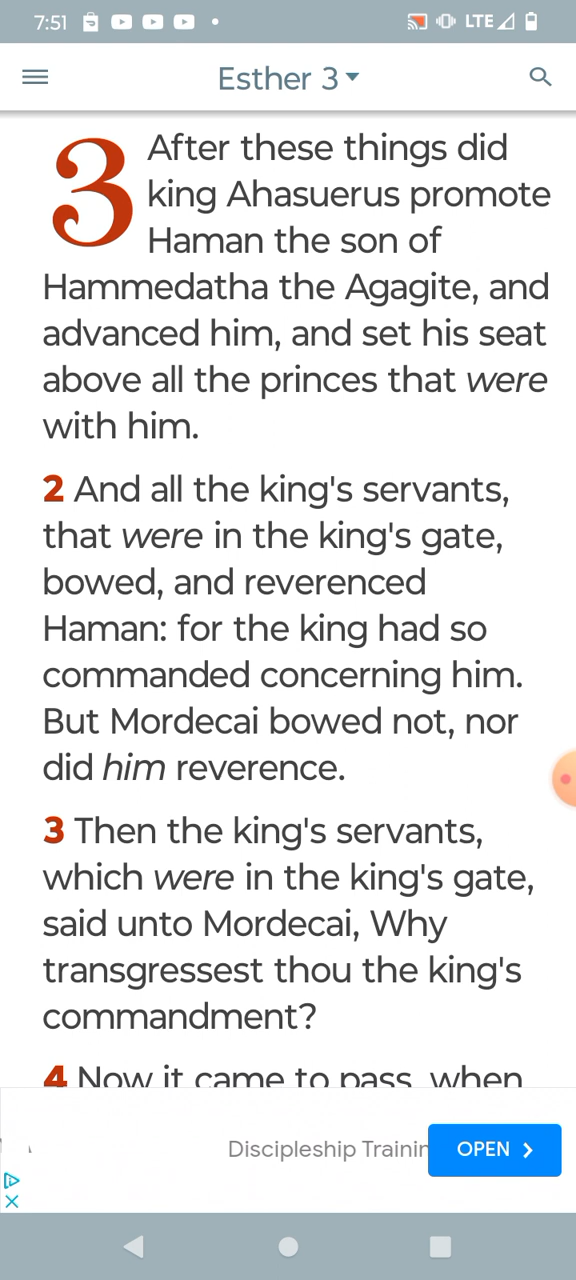 7:51
LTE
Esther 3
3 After these things did
king Ahasuerus promote
Haman the son of
Hammedatha the Agagite, and
advanced him, and set his seat
above all the princes that were
with him.
2 And all the king's servants,
that were in the king's gate,
bowed, and reverenced
Haman: for the king had so
commanded concerning him.
But Mordecai bowed not, nor
did him reverence.
3 Then the king's servants,
which were in the king's gate,
said unto Mordecai, Why
transgressest thou the king's
commandment?
4 Now it came to pass, when
Discipleship Trainin
OPEN